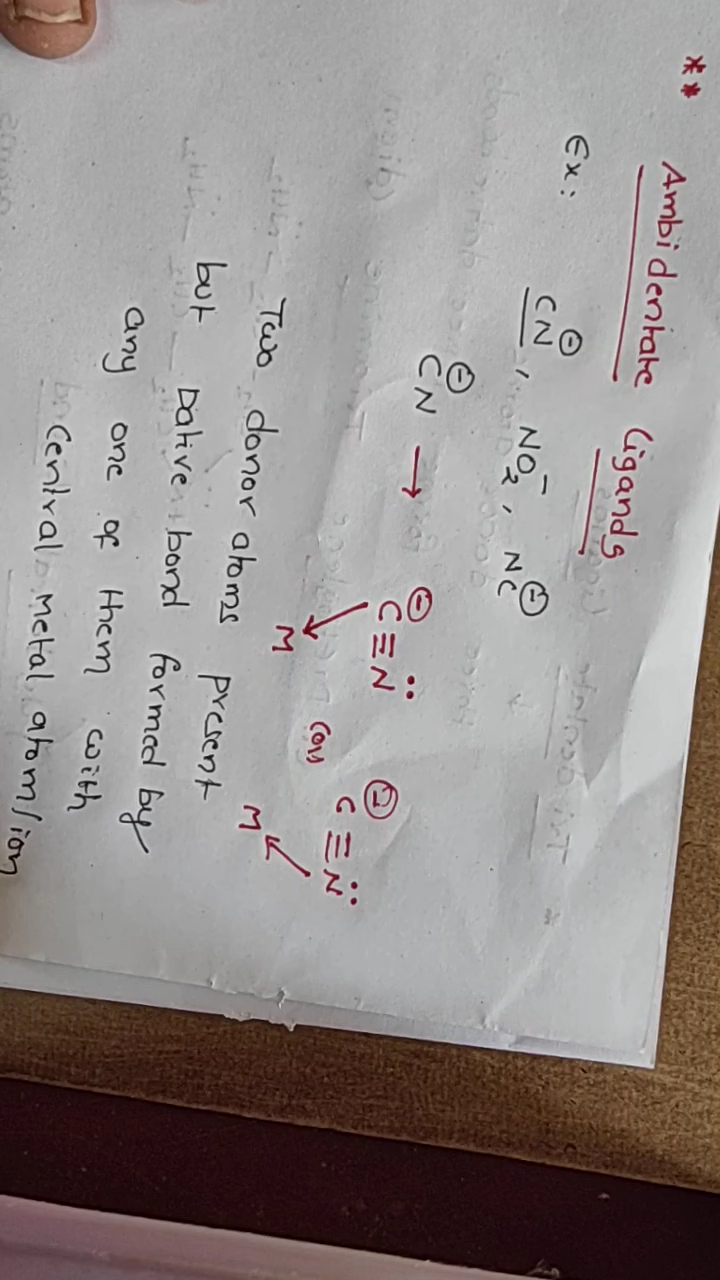 ** Ambidentate Ligands
Ex: CN⊖, NO₂⁻, NC⊖
⊖CN → ⊖C≡N: (or) ⊖C≡N:
M M
Two donor atoms present
but Dative bond formed by
any one of them with
Central metal atom/ion